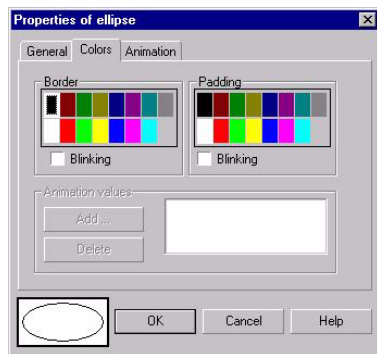 Properties of ellipse
General Colors Animation
Border Padding
Blinking Blinking
Animation values
Add ...
Delete
OK Cancel Help